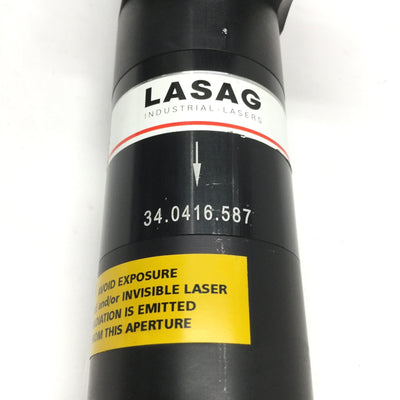 LASAG
INDUSTRIAL-LASERS
34.0416.587
AVOID EXPOSURE
and/or INVISIBLE LASER
IS EMITTED
THIS APERTURE